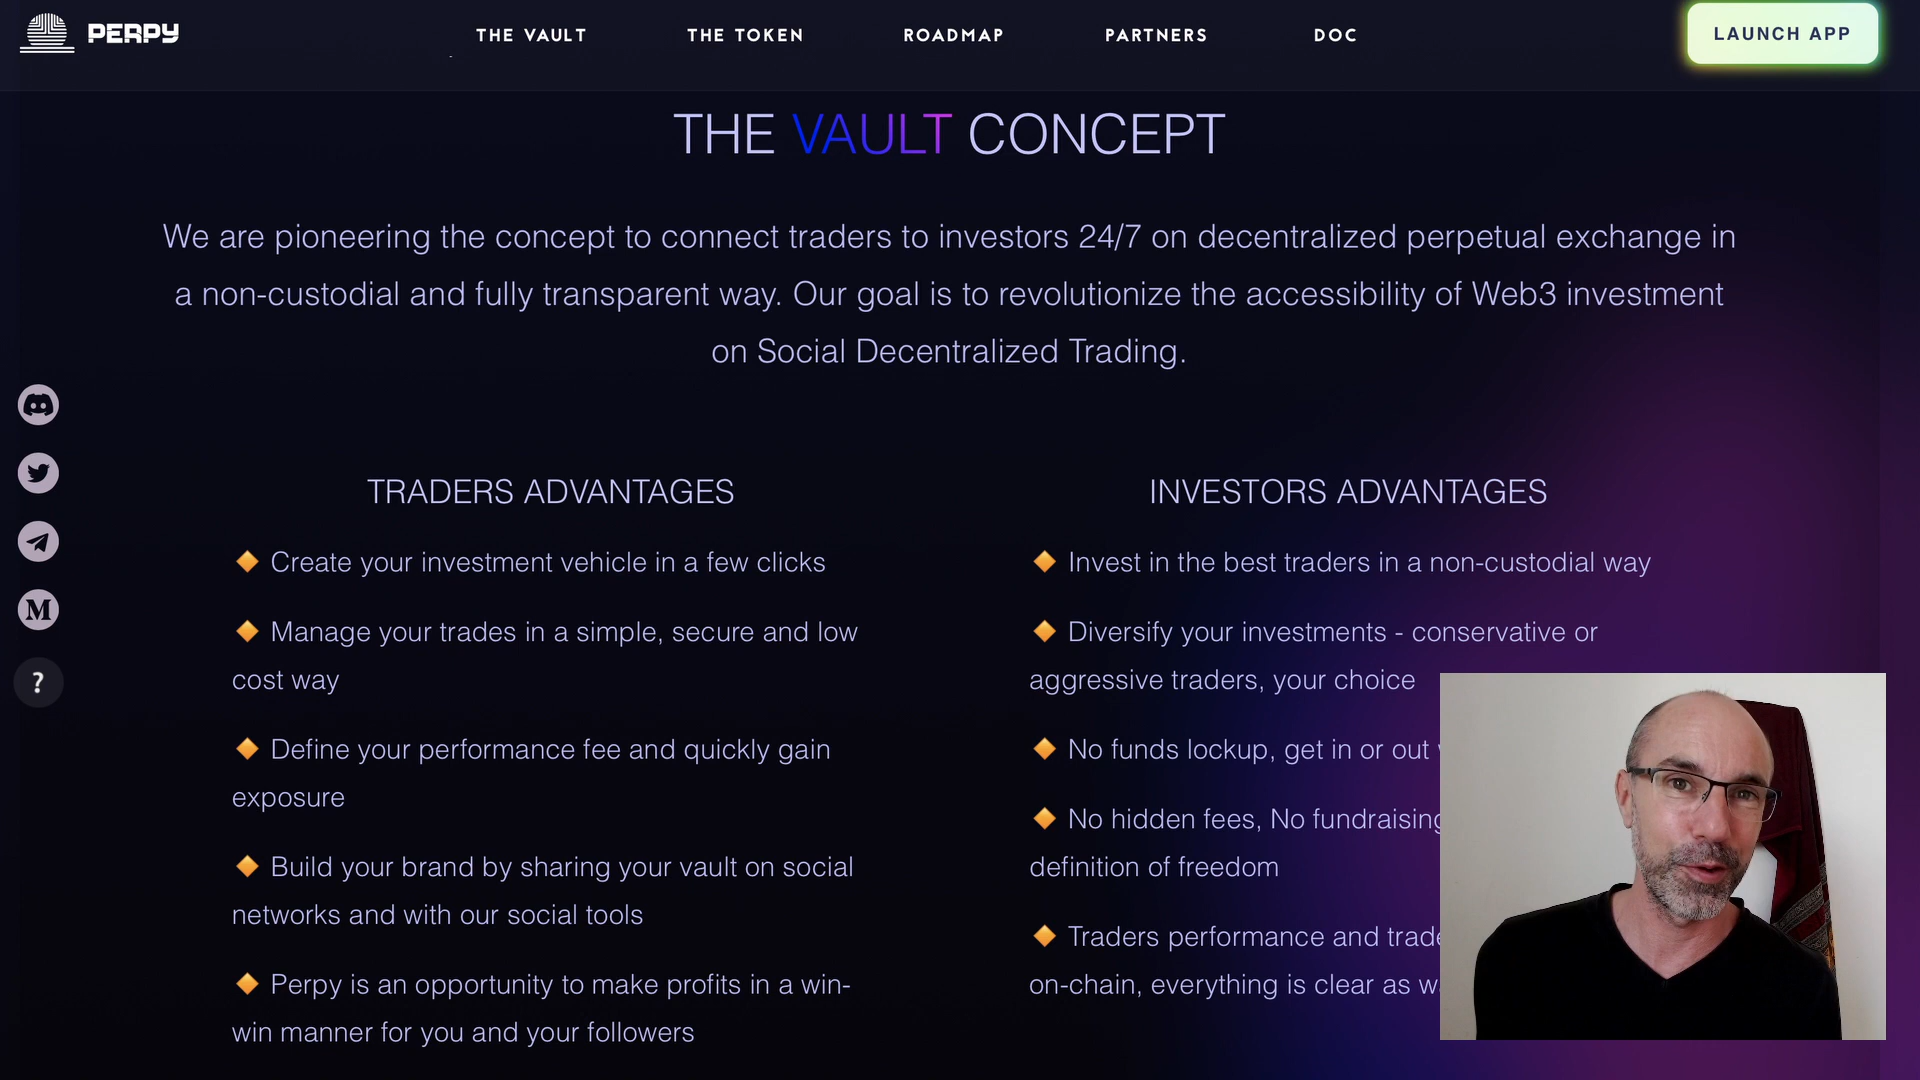 PERPY
THE VAULT
THE TOKEN
ROADMAP
PARTNERS
DOC
LAUNCH APP
THE VAULT CONCEPT
We are pioneering the concept to connect traders to investors 24/7 on decentralized perpetual exchange in
a non-custodial and fully transparent way. Our goal is to revolutionize the accessibility of Web3 investment
on Social Decentralized Trading.
TRADERS ADVANTAGES
Create your investment vehicle in a few clicks
Manage your trades in a simple, secure and low
cost way
Define your performance fee and quickly gain
exposure
Build your brand by sharing your vault on social
networks and with our social tools
Perpy is an opportunity to make profits in a win-
win manner for you and your followers
INVESTORS ADVANTAGES
Invest in the best traders in a non-custodial way
Diversify your investments - conservative or
aggressive traders, your choice
No funds lockup, get in or out
No hidden fees, No fundraising
definition of freedom
Traders performance and
on-chain, everything is clear as
M
?